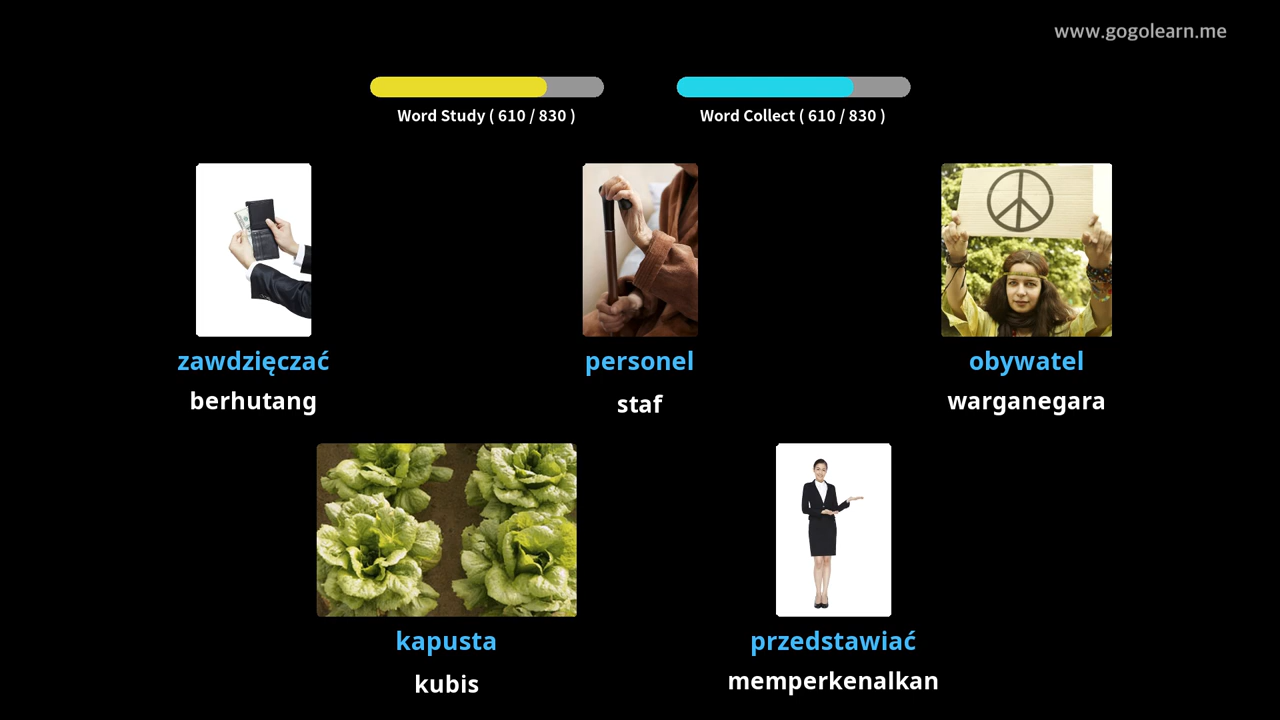 www.gogolearn.me
Word Study ( 610 / 830 )
Word Collect ( 610 / 830 )
zawdzięczać
berhutang
personel
staf
obywatel
warganegara
kapusta
kubis
przedstawiać
memperkenalkan